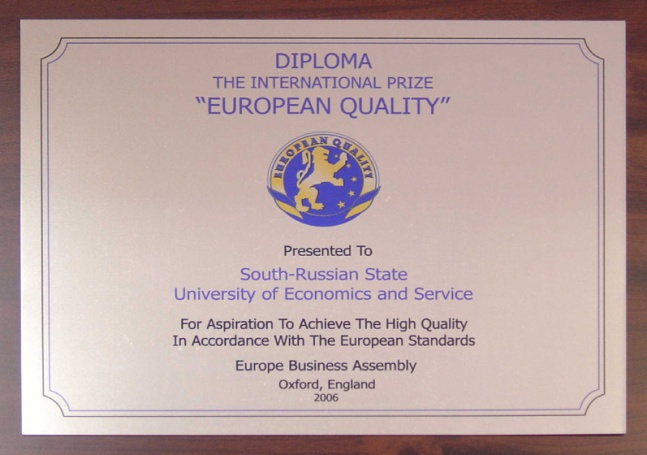 DIPLOMA
THE INTERNATIONAL PRIZE
“EUROPEAN QUALITY”
EUROPEAN QUALITY
Presented To
South-Russian State
University of Economics and Service
For Aspiration To Achieve The High Quality
In Accordance With The European Standards
Europe Business Assembly
Oxford, England
2006